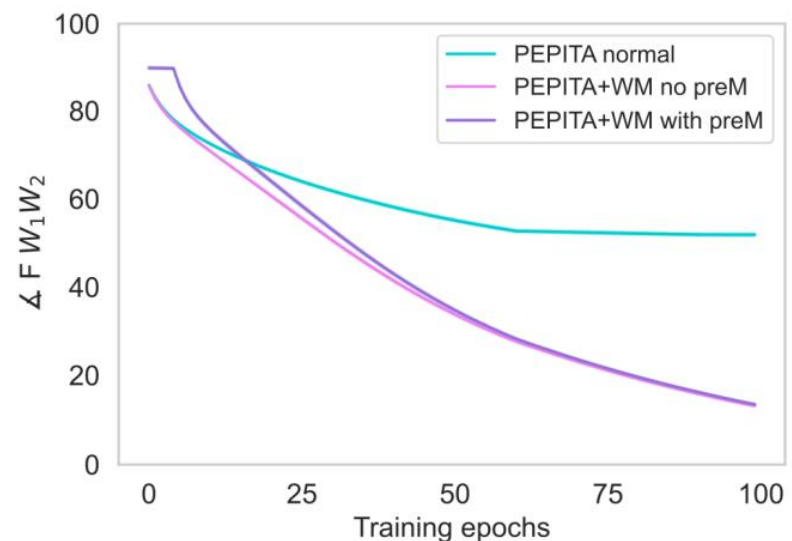 100
80
60
40
20
0
∡ F W₁W₂
PEPITA normal
PEPITA+WM no preM
PEPITA+WM with preM
0 25 50 75 100
Training epochs